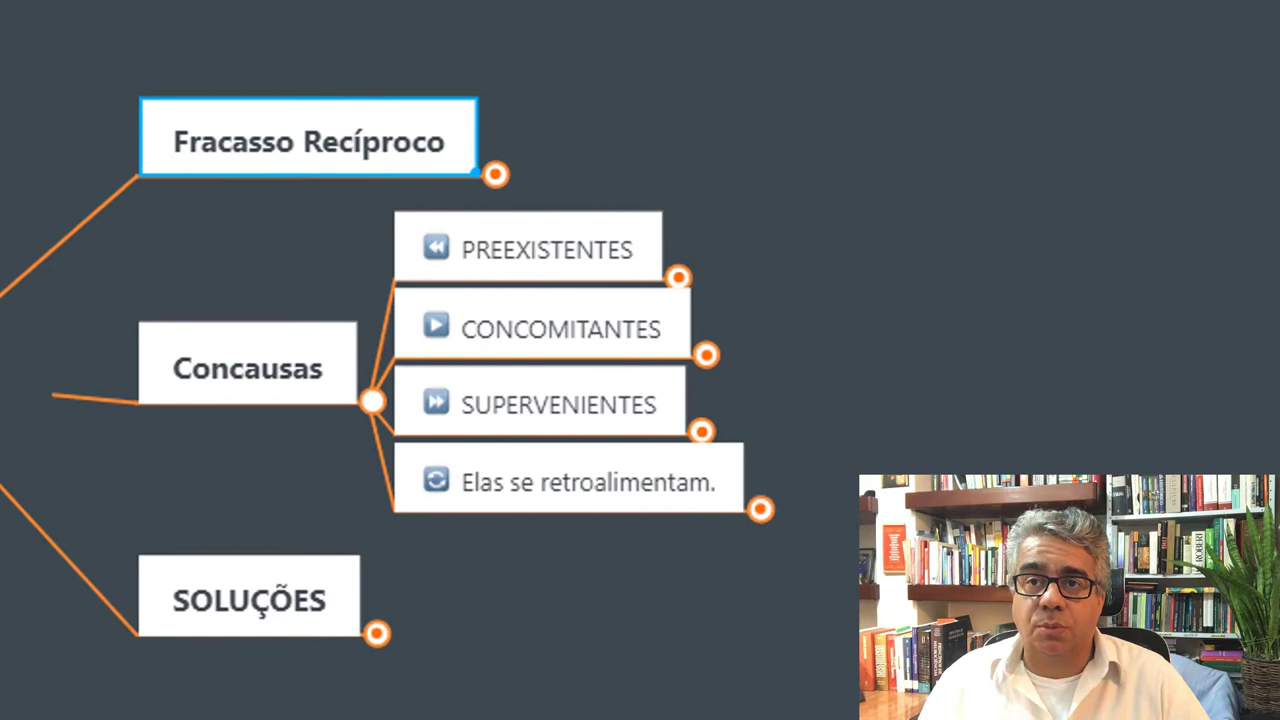 Fracasso Recíproco
PREEXISTENTES
CONCOMITANTES
Concausas
SUPERVENIENTES
Elas se retroalimentam.
SOLUÇÕES